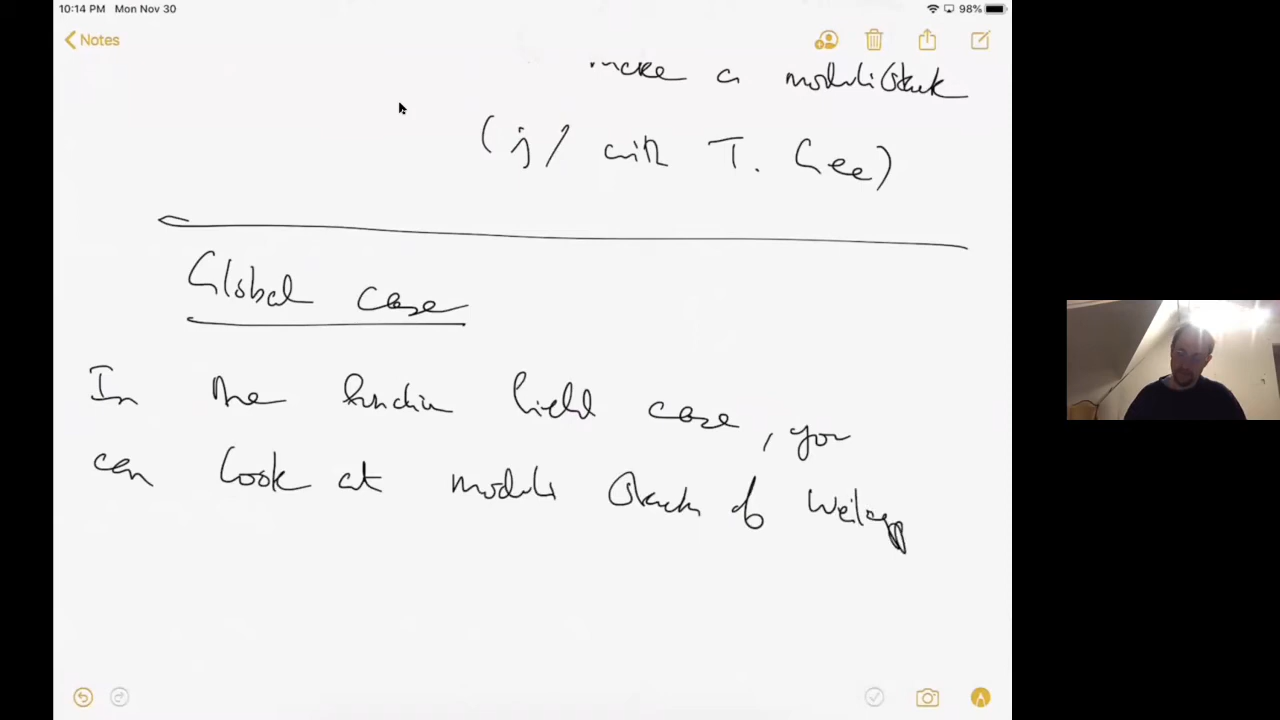 10:14 PM Mon Nov 30
98%
Notes
make a moduli stack
(j/ with T. Gee)
Global case
In the function field case, you
can look at moduli stack of Weil